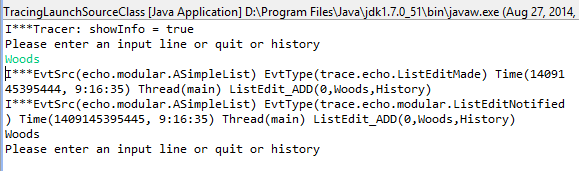 TracingLaunchSourceClass [Java Application] D:\Program Files\Java\jdk1.7.0_51\bin\javaw.exe (Aug 27, 2014,
I***Tracer: showInfo = true
Please enter an input line or quit or history
Woods
I***EvtSrc(echo.modular.ASimpleList) EvtType(trace.echo.ListEditMade) Time(14091
45395444, 9:16:35) Thread(main) ListEdit_ADD(0,Woods,History)
I***EvtSrc(echo.modular.ASimpleList) EvtType(trace.echo.ListEditNotified
) Time(1409145395445, 9:16:35) Thread(main) ListEdit_ADD(0,Woods,History)
Woods
Please enter an input line or quit or history